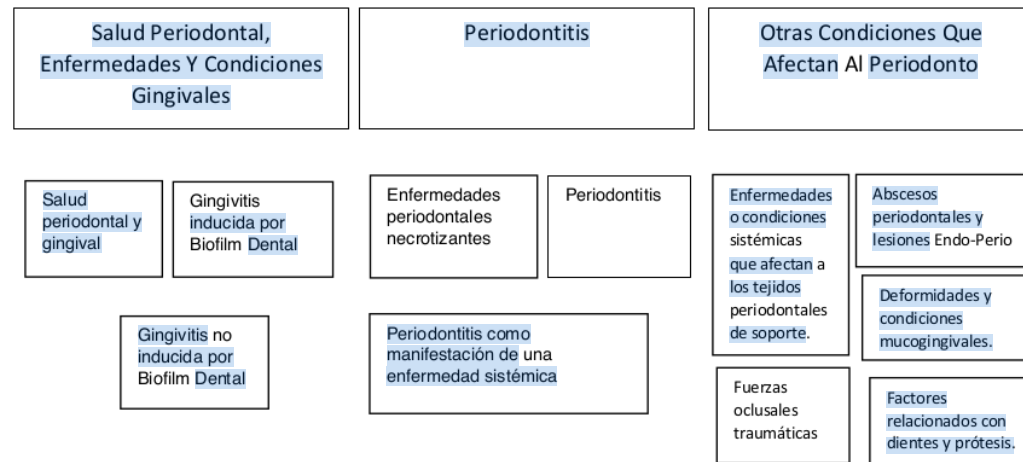 Salud Periodontal,
Enfermedades Y Condiciones
Gingivales
Periodontitis
Otras Condiciones Que
Afectan Al Periodonto
Salud
periodontal y
gingival
Gingivitis
inducida por
Biofilm Dental
Gingivitis no
inducida por
Biofilm Dental
Enfermedades
periodontales
necrotizantes
Periodontitis
Periodontitis como
manifestación de una
enfermedad sistémica
Enfermedades
o condiciones
sistémicas
que afectan a
los tejidos
periodontales
de soporte.
Abscesos
periodontales y
lesiones Endo-Perio
Deformidades y
condiciones
mucogingivales.
Fuerzas
oclusales
traumáticas
Factores
relacionados con
dientes y prótesis.